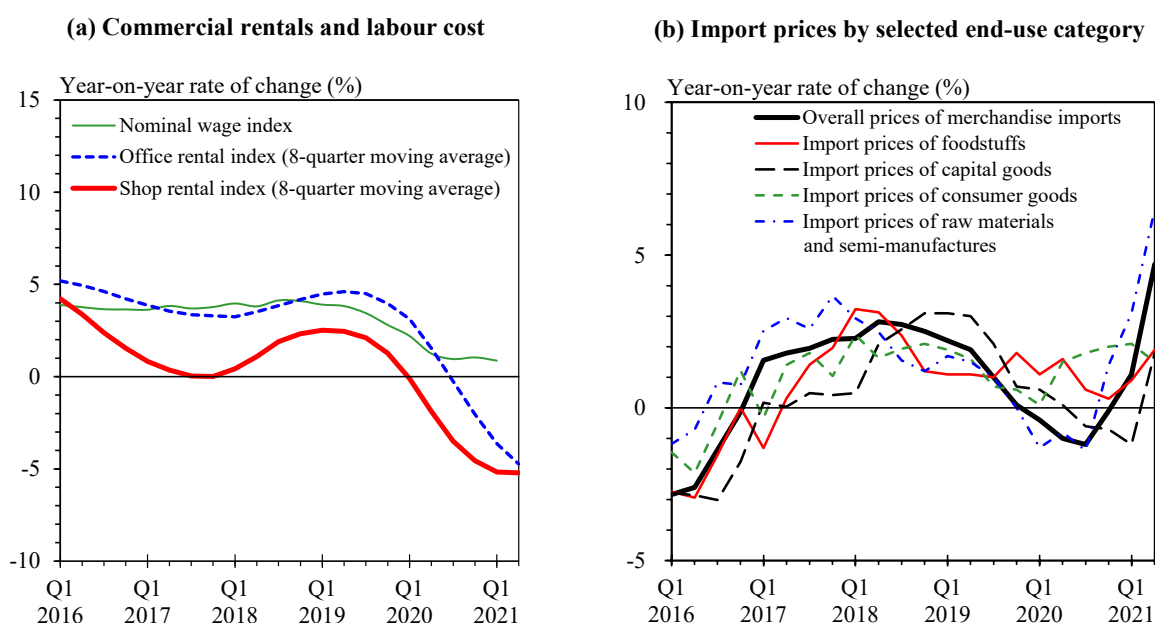 (a) Commercial rentals and labour cost
Year-on-year rate of change (%)
15
10
5
0
-5
-10
Nominal wage index
Office rental index (8-quarter moving average)
Shop rental index (8-quarter moving average)
Q1 Q1 Q1 Q1 Q1 Q1
2016 2017 2018 2019 2020 2021
(b) Import prices by selected end-use category
Year-on-year rate of change (%)
10
5
0
-5
Overall prices of merchandise imports
Import prices of foodstuffs
Import prices of capital goods
Import prices of consumer goods
Import prices of raw materials
and semi-manufactures
Q1 Q1 Q1 Q1 Q1 Q1
2016 2017 2018 2019 2020 2021